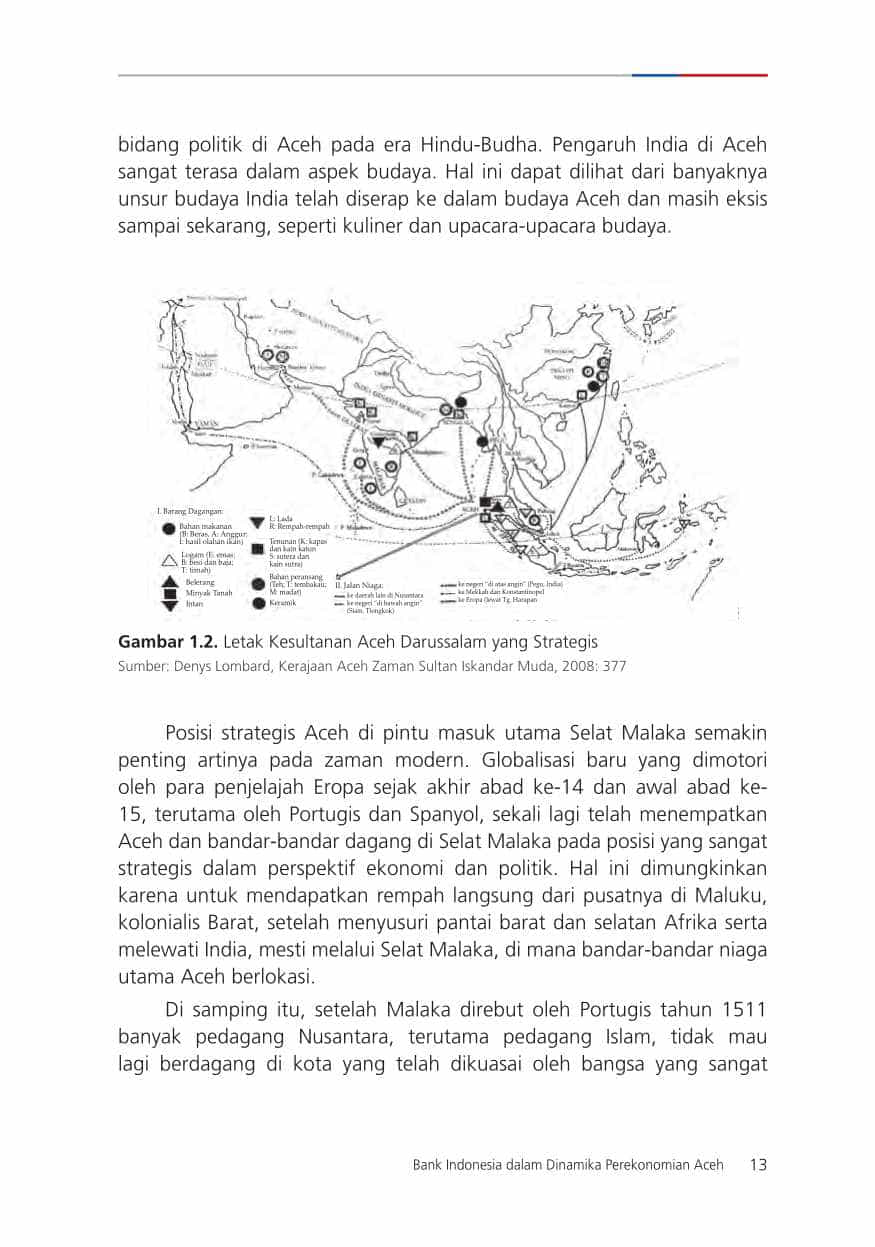 bidang politik di Aceh pada era Hindu-Budha. Pengaruh India di Aceh
sangat terasa dalam aspek budaya. Hal ini dapat dilihat dari banyaknya
unsur budaya India telah diserap ke dalam budaya Aceh dan masih eksis
sampai sekarang, seperti kuliner dan upacara-upacara budaya.
YAMAN
CEYLON
ACEH
I. Barang Dagangan:
Bahan makanan
(B: Beras, A: Anggur;
I: hasil olahan ikan)
Logam (E: emas;
B: Besi dan baja;
T: timah)
Belerang
Minyak Tanah
Intan
L: Lada
R: Rempah-rempah
Tenunan (K: kapas
dan kain katun
S: sutera dan
kain sutra)
Bahan peransang
(Teh; T: tembakau;
M: madat)
Keramik
II. Jalan Niaga:
ke daerah lain di Nusantara
ke negeri "di bawah angin"
(Siam, Tiongkok)
ke negeri "di atas angin" (Pegu, India)
ke Mekkah dan Konstantinopel
ke Eropa (lewat Tg. Harapan
Gambar 1.2. Letak Kesultanan Aceh Darussalam yang Strategis
Sumber: Denys Lombard, Kerajaan Aceh Zaman Sultan Iskandar Muda, 2008: 377
Posisi strategis Aceh di pintu masuk utama Selat Malaka semakin
penting artinya pada zaman modern. Globalisasi baru yang dimotori
oleh para penjelajah Eropa sejak akhir abad ke-14 dan awal abad ke-
15, terutama oleh Portugis dan Spanyol, sekali lagi telah menempatkan
Aceh dan bandar-bandar dagang di Selat Malaka pada posisi yang sangat
strategis dalam perspektif ekonomi dan politik. Hal ini dimungkinkan
karena untuk mendapatkan rempah langsung dari pusatnya di Maluku,
kolonialis Barat, setelah menyusuri pantai barat dan selatan Afrika serta
melewati India, mesti melalui Selat Malaka, di mana bandar-bandar niaga
utama Aceh berlokasi.
Di samping itu, setelah Malaka direbut oleh Portugis tahun 1511
banyak pedagang Nusantara, terutama pedagang Islam, tidak mau
lagi berdagang di kota yang telah dikuasai oleh bangsa yang sangat
Bank Indonesia dalam Dinamika Perekonomian Aceh 13